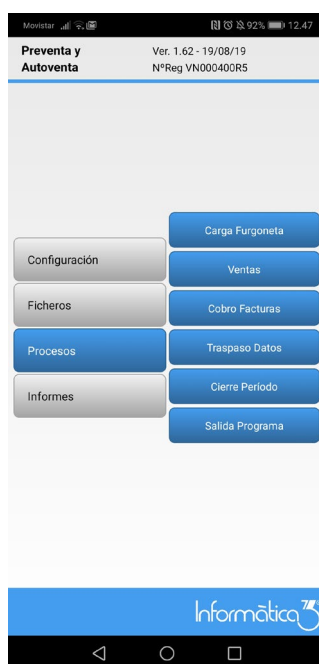 Movistar 92% 12.47
Preventa y
Autoventa
Ver. 1.62 - 19/08/19
NºReg VN000400R5
Configuración
Ficheros
Procesos
Informes
Carga Furgoneta
Ventas
Cobro Facturas
Traspaso Datos
Cierre Período
Salida Programa
Informàtica3